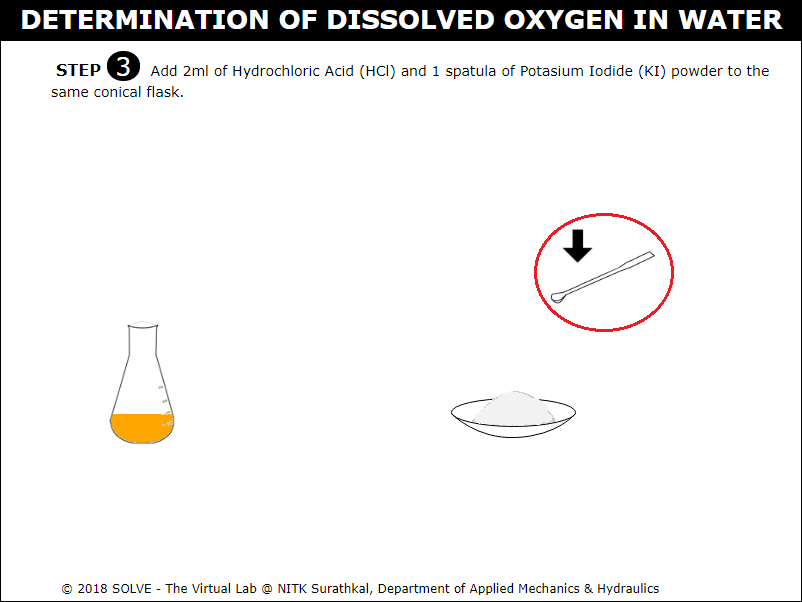 DETERMINATION OF DISSOLVED OXYGEN IN WATER
STEP 3 Add 2ml of Hydrochloric Acid (HCl) and 1 spatula of Potasium Iodide (KI) powder to the
same conical flask.
© 2018 SOLVE - The Virtual Lab @ NITK Surathkal, Department of Applied Mechanics & Hydraulics